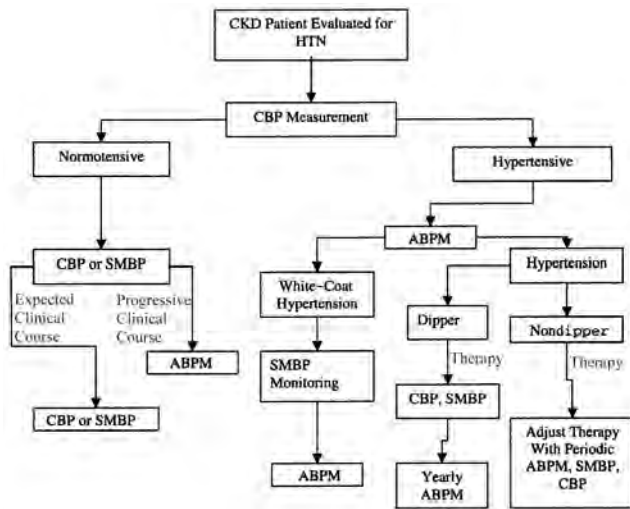 CKD Patient Evaluated for
HTN
CBP Measurement
Normotensive
Hypertensive
ABPM
CBP or SMBP
White-Coat
Hypertension
Hypertension
Expected
Clinical
Course
Progressive
Clinical
Course
Dipper
Nondipper
ABPM
SMBP
Monitoring
Therapy
Therapy
CBP or SMBP
CBP, SMBP
ABPM
Yearly
ABPM
Adjust Therapy
With Periodic
ABPM, SMBP,
CBP